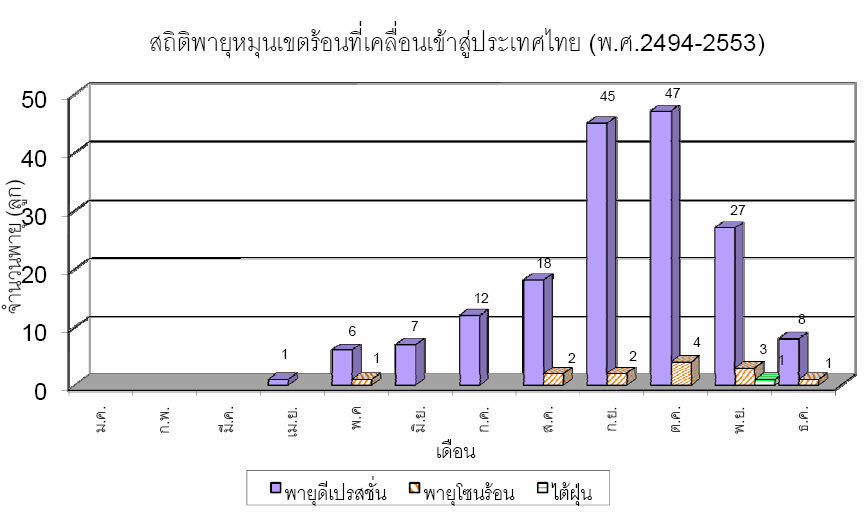 สถิติพายุหมุนเขตร้อนที่เคลื่อนเข้าสู่ประเทศไทย (พ.ศ.2494-2553)
จำนวนพายุ (ลูก)
50
40
30
20
10
0
1
6
1
7
12
18
2
45
2
47
4
27
3
1
8
1
ม.ค.
ก.พ.
มี.ค.
เม.ย.
พ.ค
มิ.ย.
ก.ค.
ส.ค.
ก.ย.
ต.ค.
พ.ย.
ธ.ค.
เดือน
พายุดีเปรสชั่น พายุโซนร้อน ไต้ฝุ่น